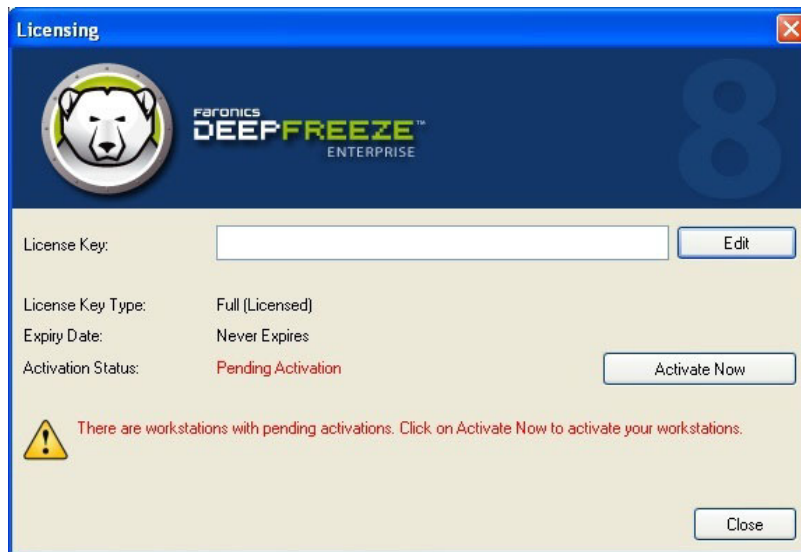 Licensing
8
FARONICS
DEEPFREEZE™
ENTERPRISE
License Key:
Edit
License Key Type: Full (Licensed)
Expiry Date: Never Expires
Activation Status: Pending Activation
Activate Now
There are workstations with pending activations. Click on Activate Now to activate your workstations.
Close